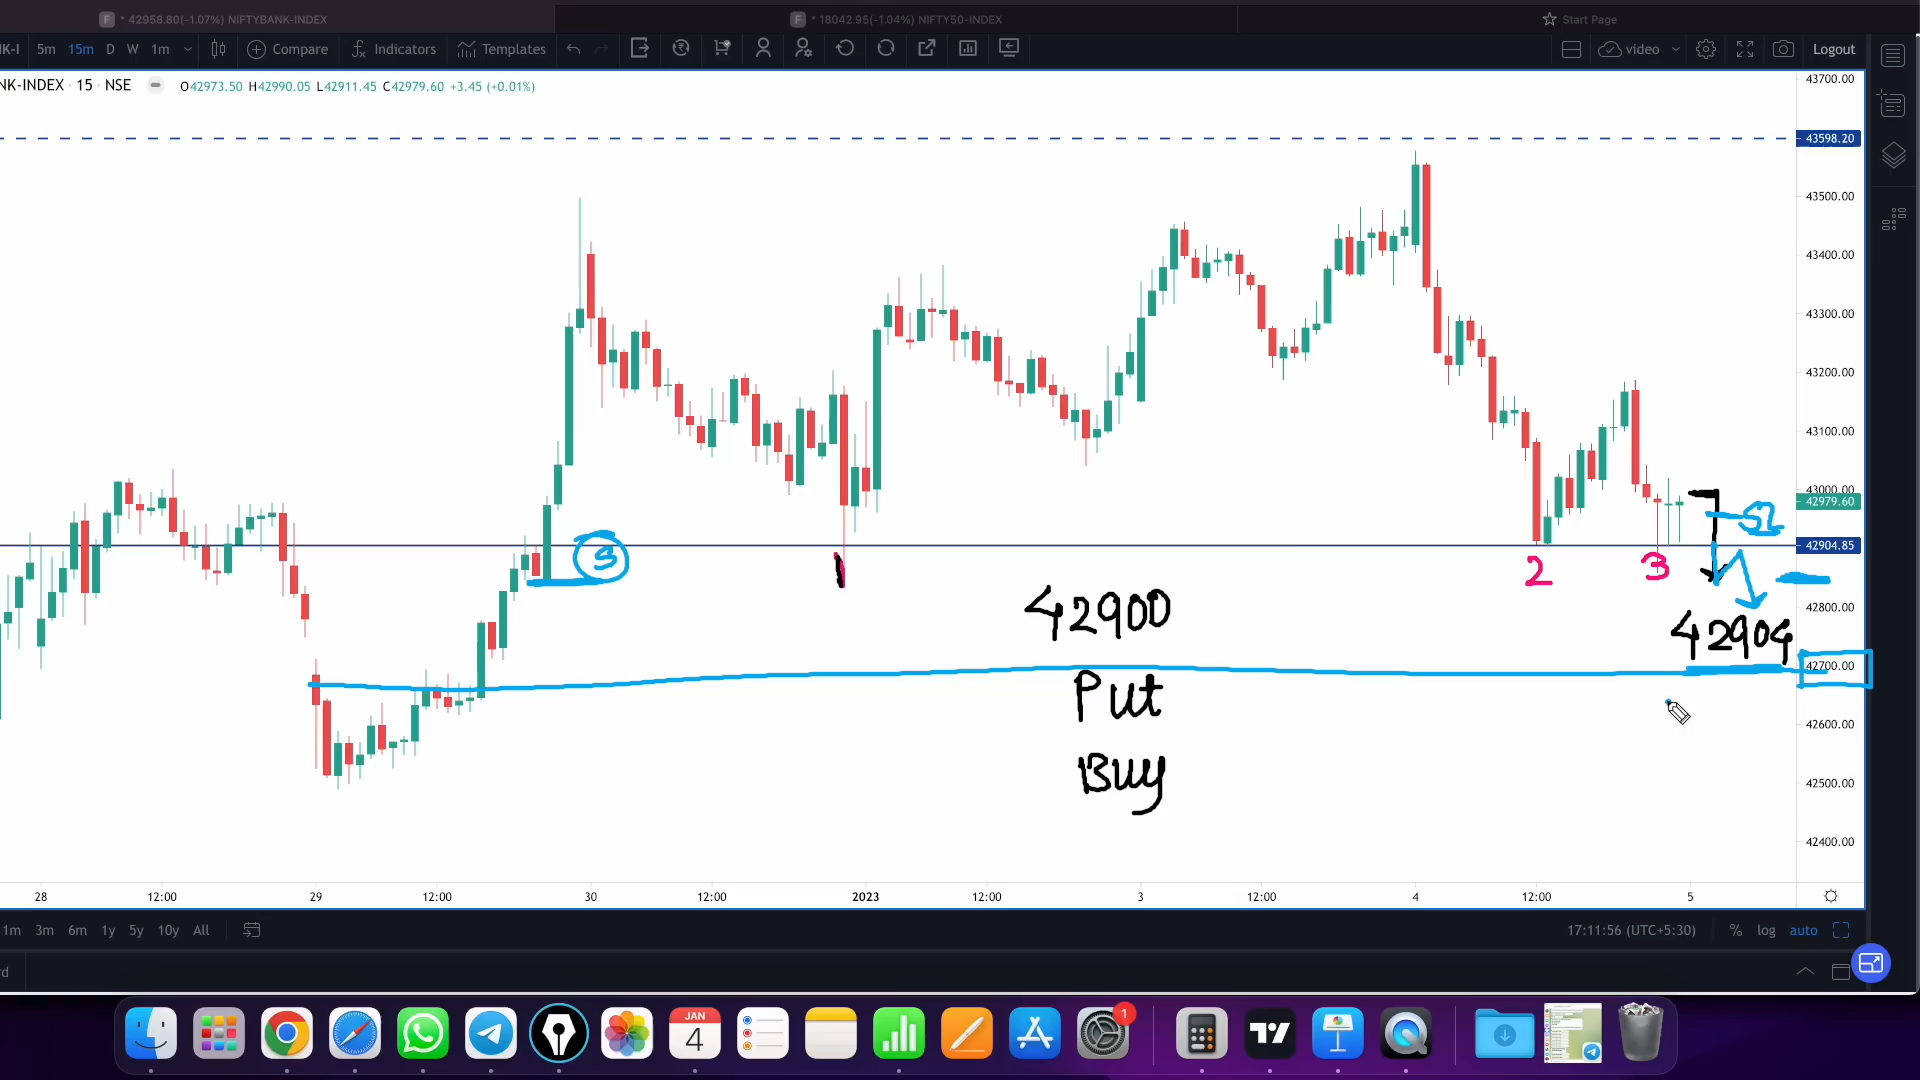 * 42958.80(-1.07%) NIFTYBANK-INDEX
* 18042.95(-1.04%) NIFTY50-INDEX
Start Page
K-I 5m 15m D W 1m Compare Indicators Templates video Logout
NK-INDEX · 15 · NSE O42973.50 H42990.05 L42911.45 C42979.60 +3.45 (+0.01%)
43700.00
43598.20
43500.00
43400.00
43300.00
43200.00
43100.00
43000.00
42979.60
42904.85
42800.00
42700.00
42600.00
42500.00
42400.00
S
1
2
3
SL
42900
Put
Buy
42904
28 12:00 29 12:00 30 12:00 2023 12:00 3 12:00 4 12:00 5
1m 3m 6m 1y 5y 10y All
17:11:56 (UTC+5:30) % log auto
rd
JAN
4
1